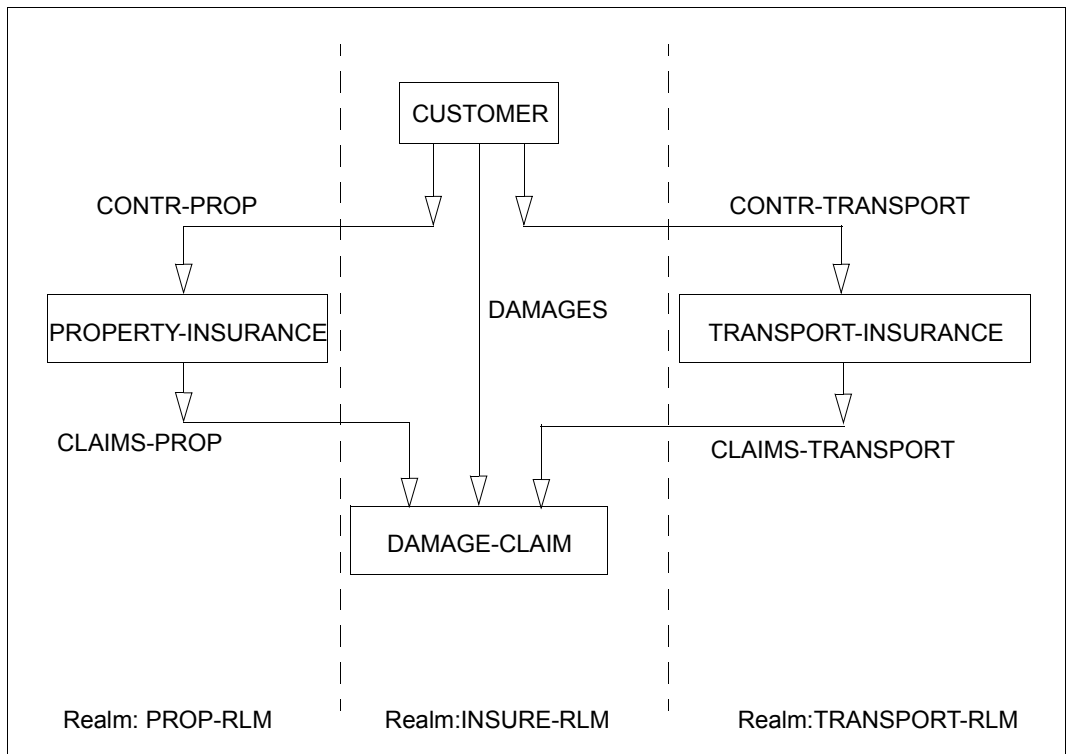 CUSTOMER
CONTR-PROP
CONTR-TRANSPORT
DAMAGES
PROPERTY-INSURANCE
TRANSPORT-INSURANCE
CLAIMS-PROP
CLAIMS-TRANSPORT
DAMAGE-CLAIM
Realm: PROP-RLM
Realm:INSURE-RLM
Realm:TRANSPORT-RLM